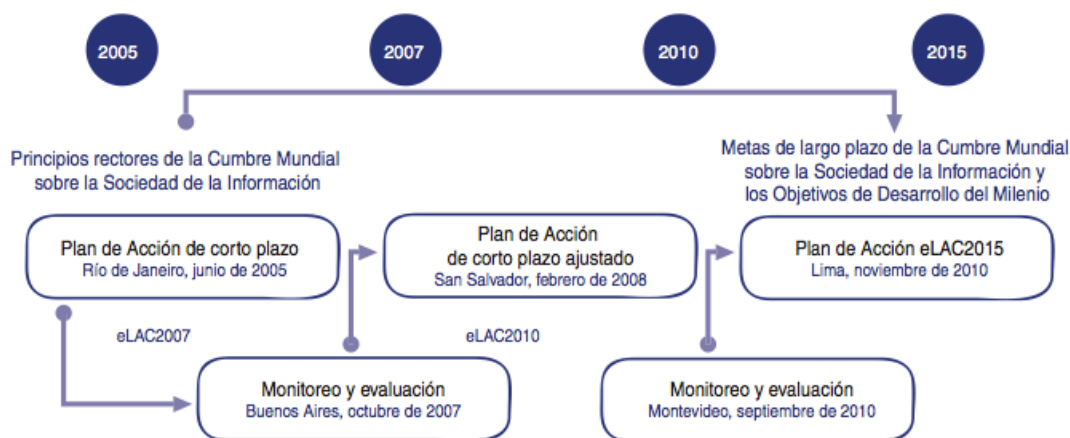 2005
2007
2010
2015
Principios rectores de la Cumbre Mundial
sobre la Sociedad de la Información
Metas de largo plazo de la Cumbre Mundial
sobre la Sociedad de la Información y
los Objetivos de Desarrollo del Milenio
Plan de Acción de corto plazo
Río de Janeiro, junio de 2005
Plan de Acción
de corto plazo ajustado
San Salvador, febrero de 2008
Plan de Acción eLAC2015
Lima, noviembre de 2010
eLAC2007
eLAC2010
Monitoreo y evaluación
Buenos Aires, octubre de 2007
Monitoreo y evaluación
Montevideo, septiembre de 2010